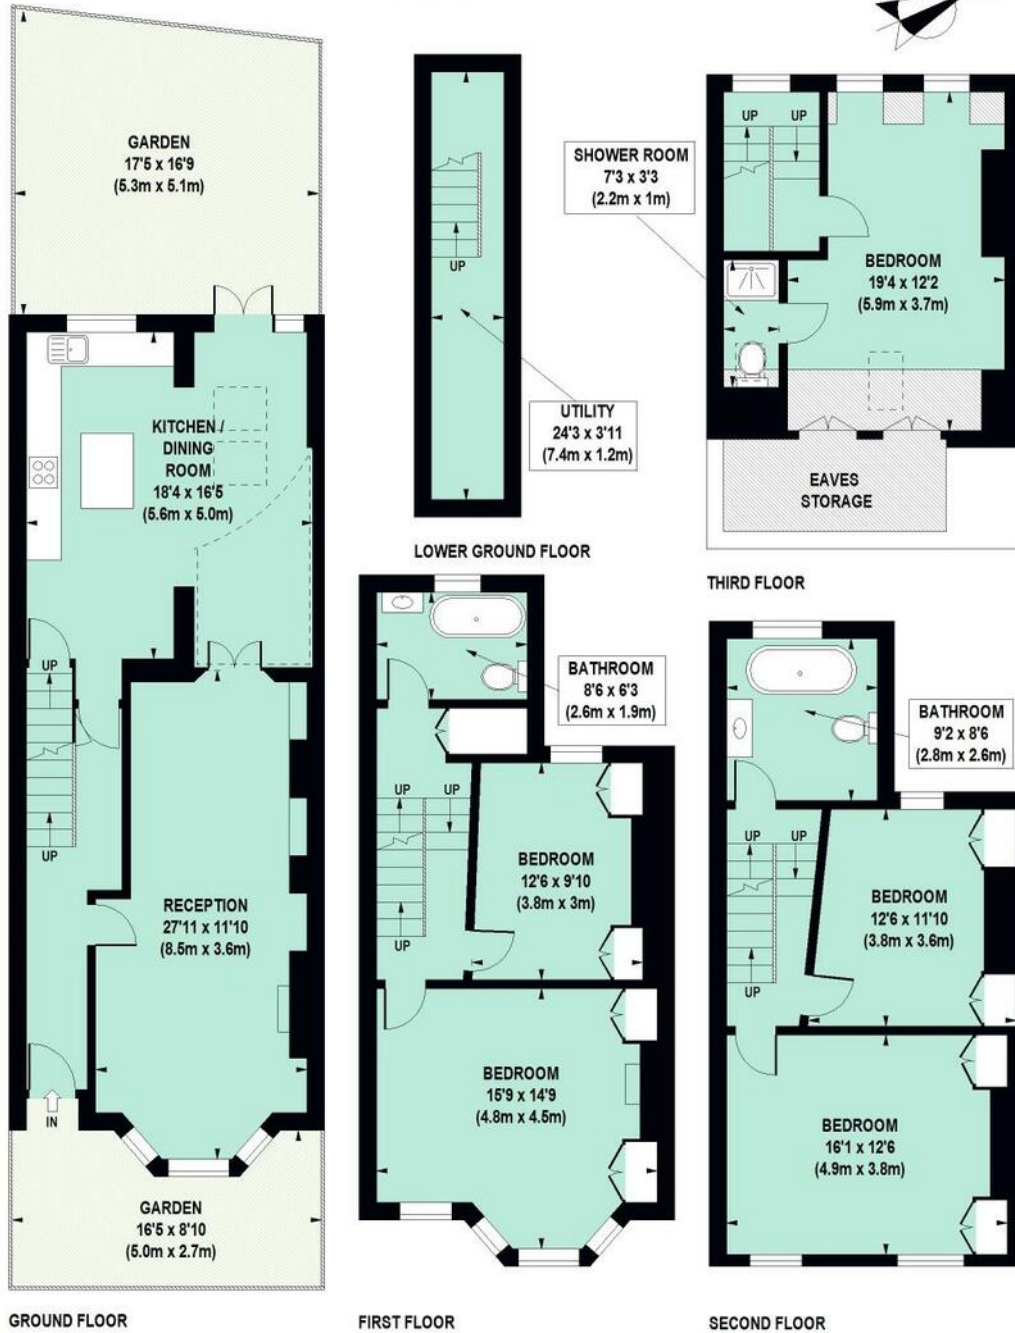 GARDEN
17'5 x 16'9
(5.3m x 5.1m)
KITCHEN /
DINING
ROOM
18'4 x 16'5
(5.6m x 5.0m)
UP
UP
RECEPTION
27'11 x 11'10
(8.5m x 3.6m)
IN
GARDEN
16'5 x 8'10
(5.0m x 2.7m)
GROUND FLOOR
UP
UTILITY
24'3 x 3'11
(7.4m x 1.2m)
LOWER GROUND FLOOR
SHOWER ROOM
7'3 x 3'3
(2.2m x 1m)
UP
UP
BEDROOM
19'4 x 12'2
(5.9m x 3.7m)
EAVES
STORAGE
THIRD FLOOR
BATHROOM
8'6 x 6'3
(2.6m x 1.9m)
UP
UP
UP
BEDROOM
12'6 x 9'10
(3.8m x 3m)
BEDROOM
15'9 x 14'9
(4.8m x 4.5m)
FIRST FLOOR
BATHROOM
9'2 x 8'6
(2.8m x 2.6m)
UP
UP
UP
BEDROOM
12'6 x 11'10
(3.8m x 3.6m)
BEDROOM
16'1 x 12'6
(4.9m x 3.8m)
SECOND FLOOR